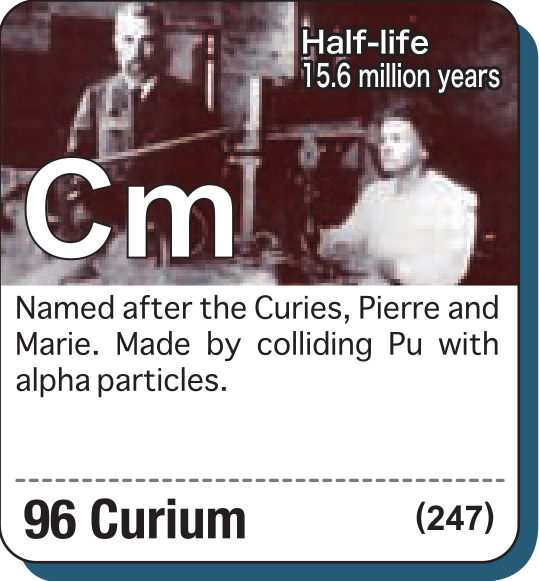 Half-life
15.6 million years
Cm
Named after the Curies, Pierre and
Marie. Made by colliding Pu with
alpha particles.
96 Curium
(247)